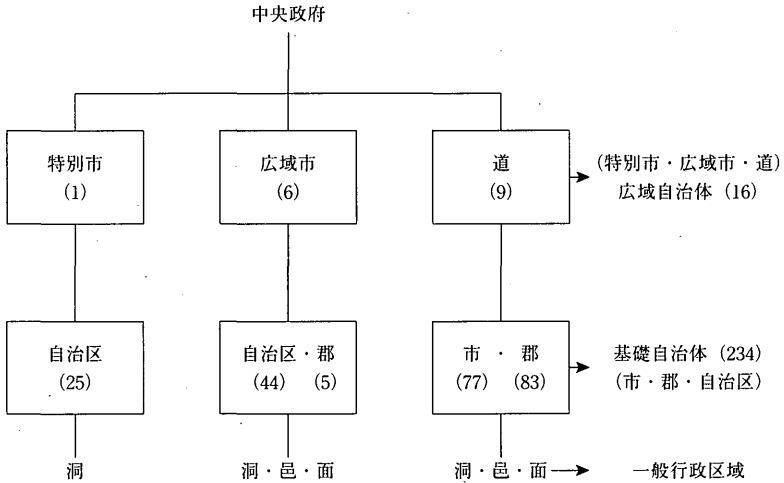 中央政府
特別市
(1)
広域市
(6)
道
(9)
(特別市・広域市・道)
広域自治体 (16)
自治区
(25)
自治区・郡
(44) (5)
市・郡
(77) (83)
基礎自治体 (234)
(市・郡・自治区)
洞
洞・邑・面
洞・邑・面
一般行政区域